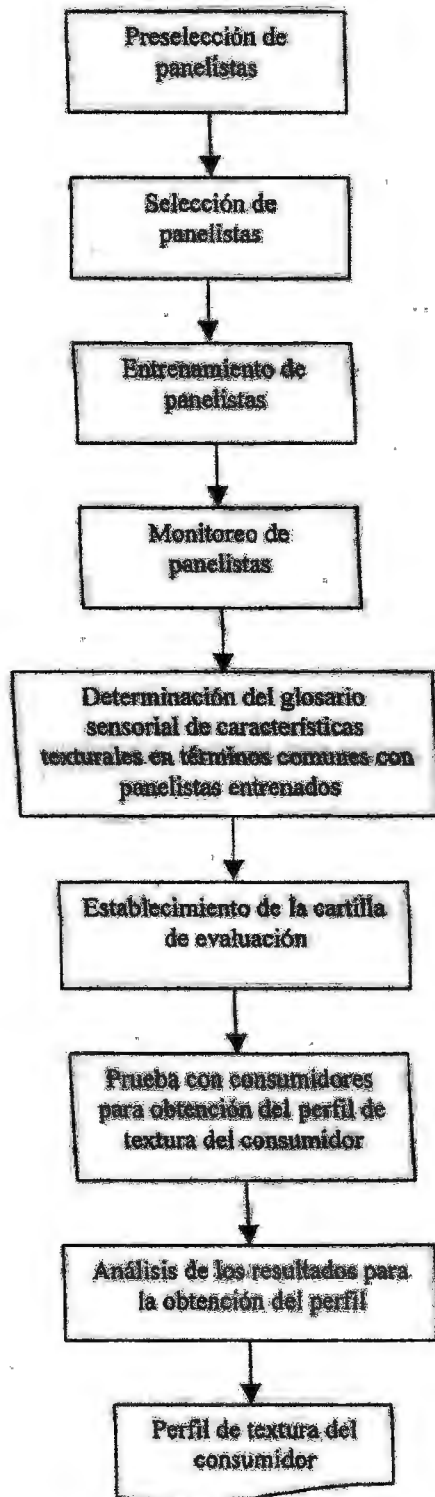 Preselección de
panelistas
Selección de
panelistas
Entrenamiento de
panelistas
Monitoreo de
panelistas
Determinación del glosario
sensorial de características
texturales en términos comunes con
panelistas entrenados
Establecimiento de la cartilla
de evaluación
Prueba con consumidores
para obtención del perfil de
textura del consumidor
Análisis de los resultados para
la obtención del perfil
Perfil de textura del
consumidor